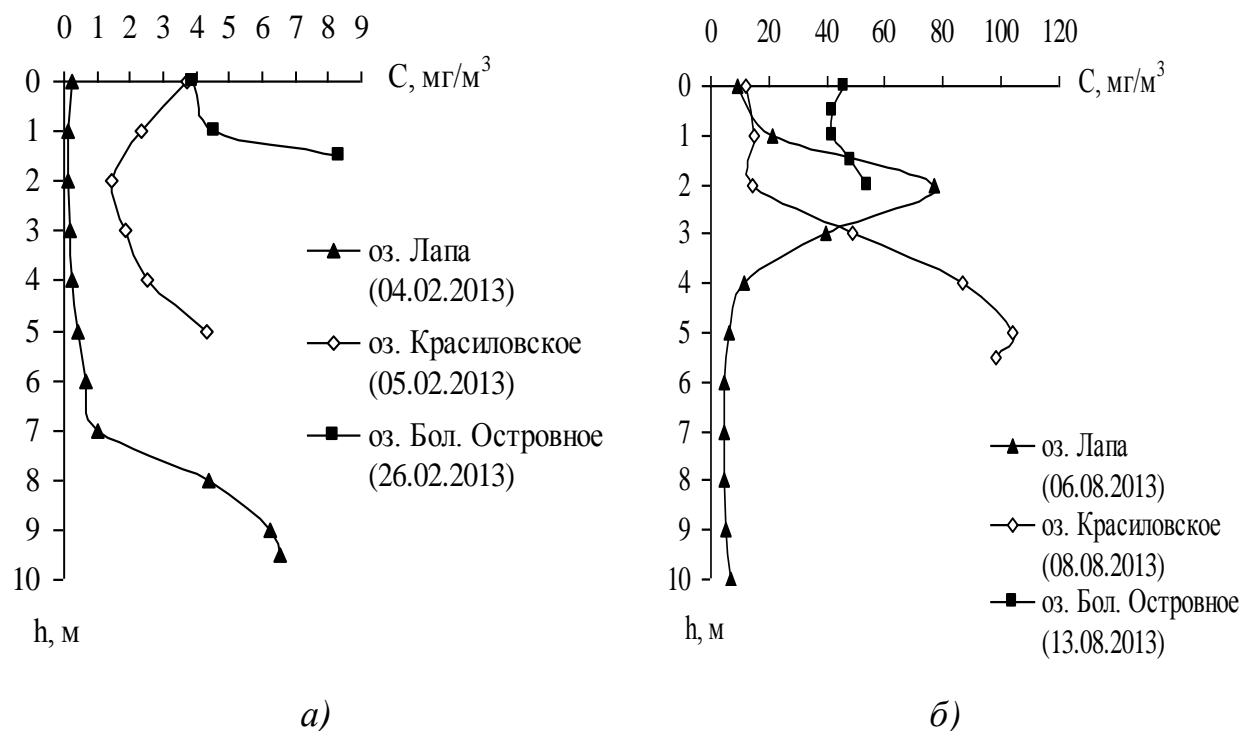 0 1 2 3 4 5 6 7 8 9
C, мг/м³
0
1
2
3
4
5
6
7
8
9
10
h, м
оз. Лапа
(04.02.2013)
оз. Красиловское
(05.02.2013)
оз. Бол. Островное
(26.02.2013)
а)
0 20 40 60 80 100 120
C, мг/м³
0
1
2
3
4
5
6
7
8
9
10
h, м
оз. Лапа
(06.08.2013)
оз. Красиловское
(08.08.2013)
оз. Бол. Островное
(13.08.2013)
б)